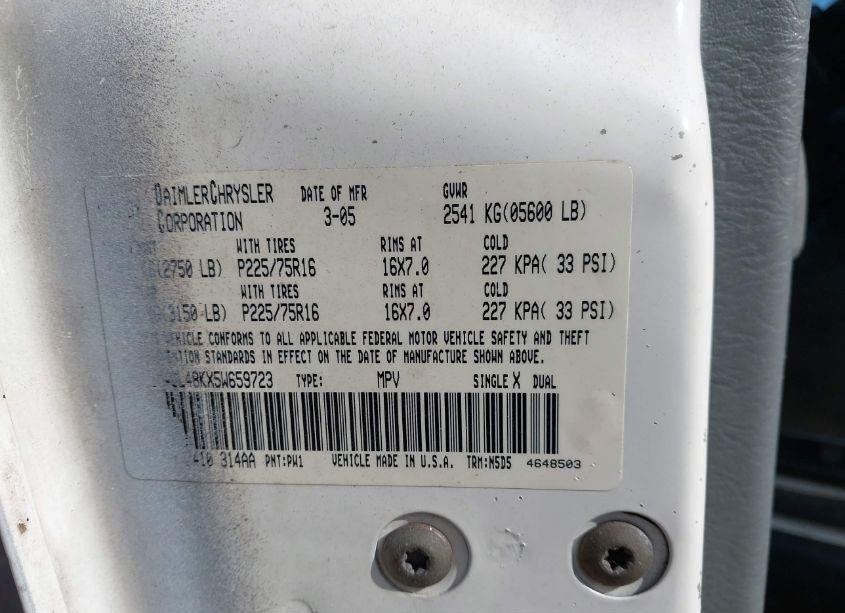 DAIMLERCHRYSLER CORPORATION DATE OF MFR 3-05 GVWR 2541 KG(05600 LB)
WITH TIRES RIMS AT COLD
(2750 LB) P225/75R16 16X7.0 227 KPA( 33 PSI)
WITH TIRES RIMS AT COLD
(3150 LB) P225/75R16 16X7.0 227 KPA( 33 PSI)
VEHICLE CONFORMS TO ALL APPLICABLE FEDERAL MOTOR VEHICLE SAFETY AND THEFT
STANDARDS IN EFFECT ON THE DATE OF MANUFACTURE SHOWN ABOVE.
48KX5W659723 TYPE: MPV SINGLE X DUAL
410 314AA PNT:PW1 VEHICLE MADE IN U.S.A. TRM:N5D5 4648503